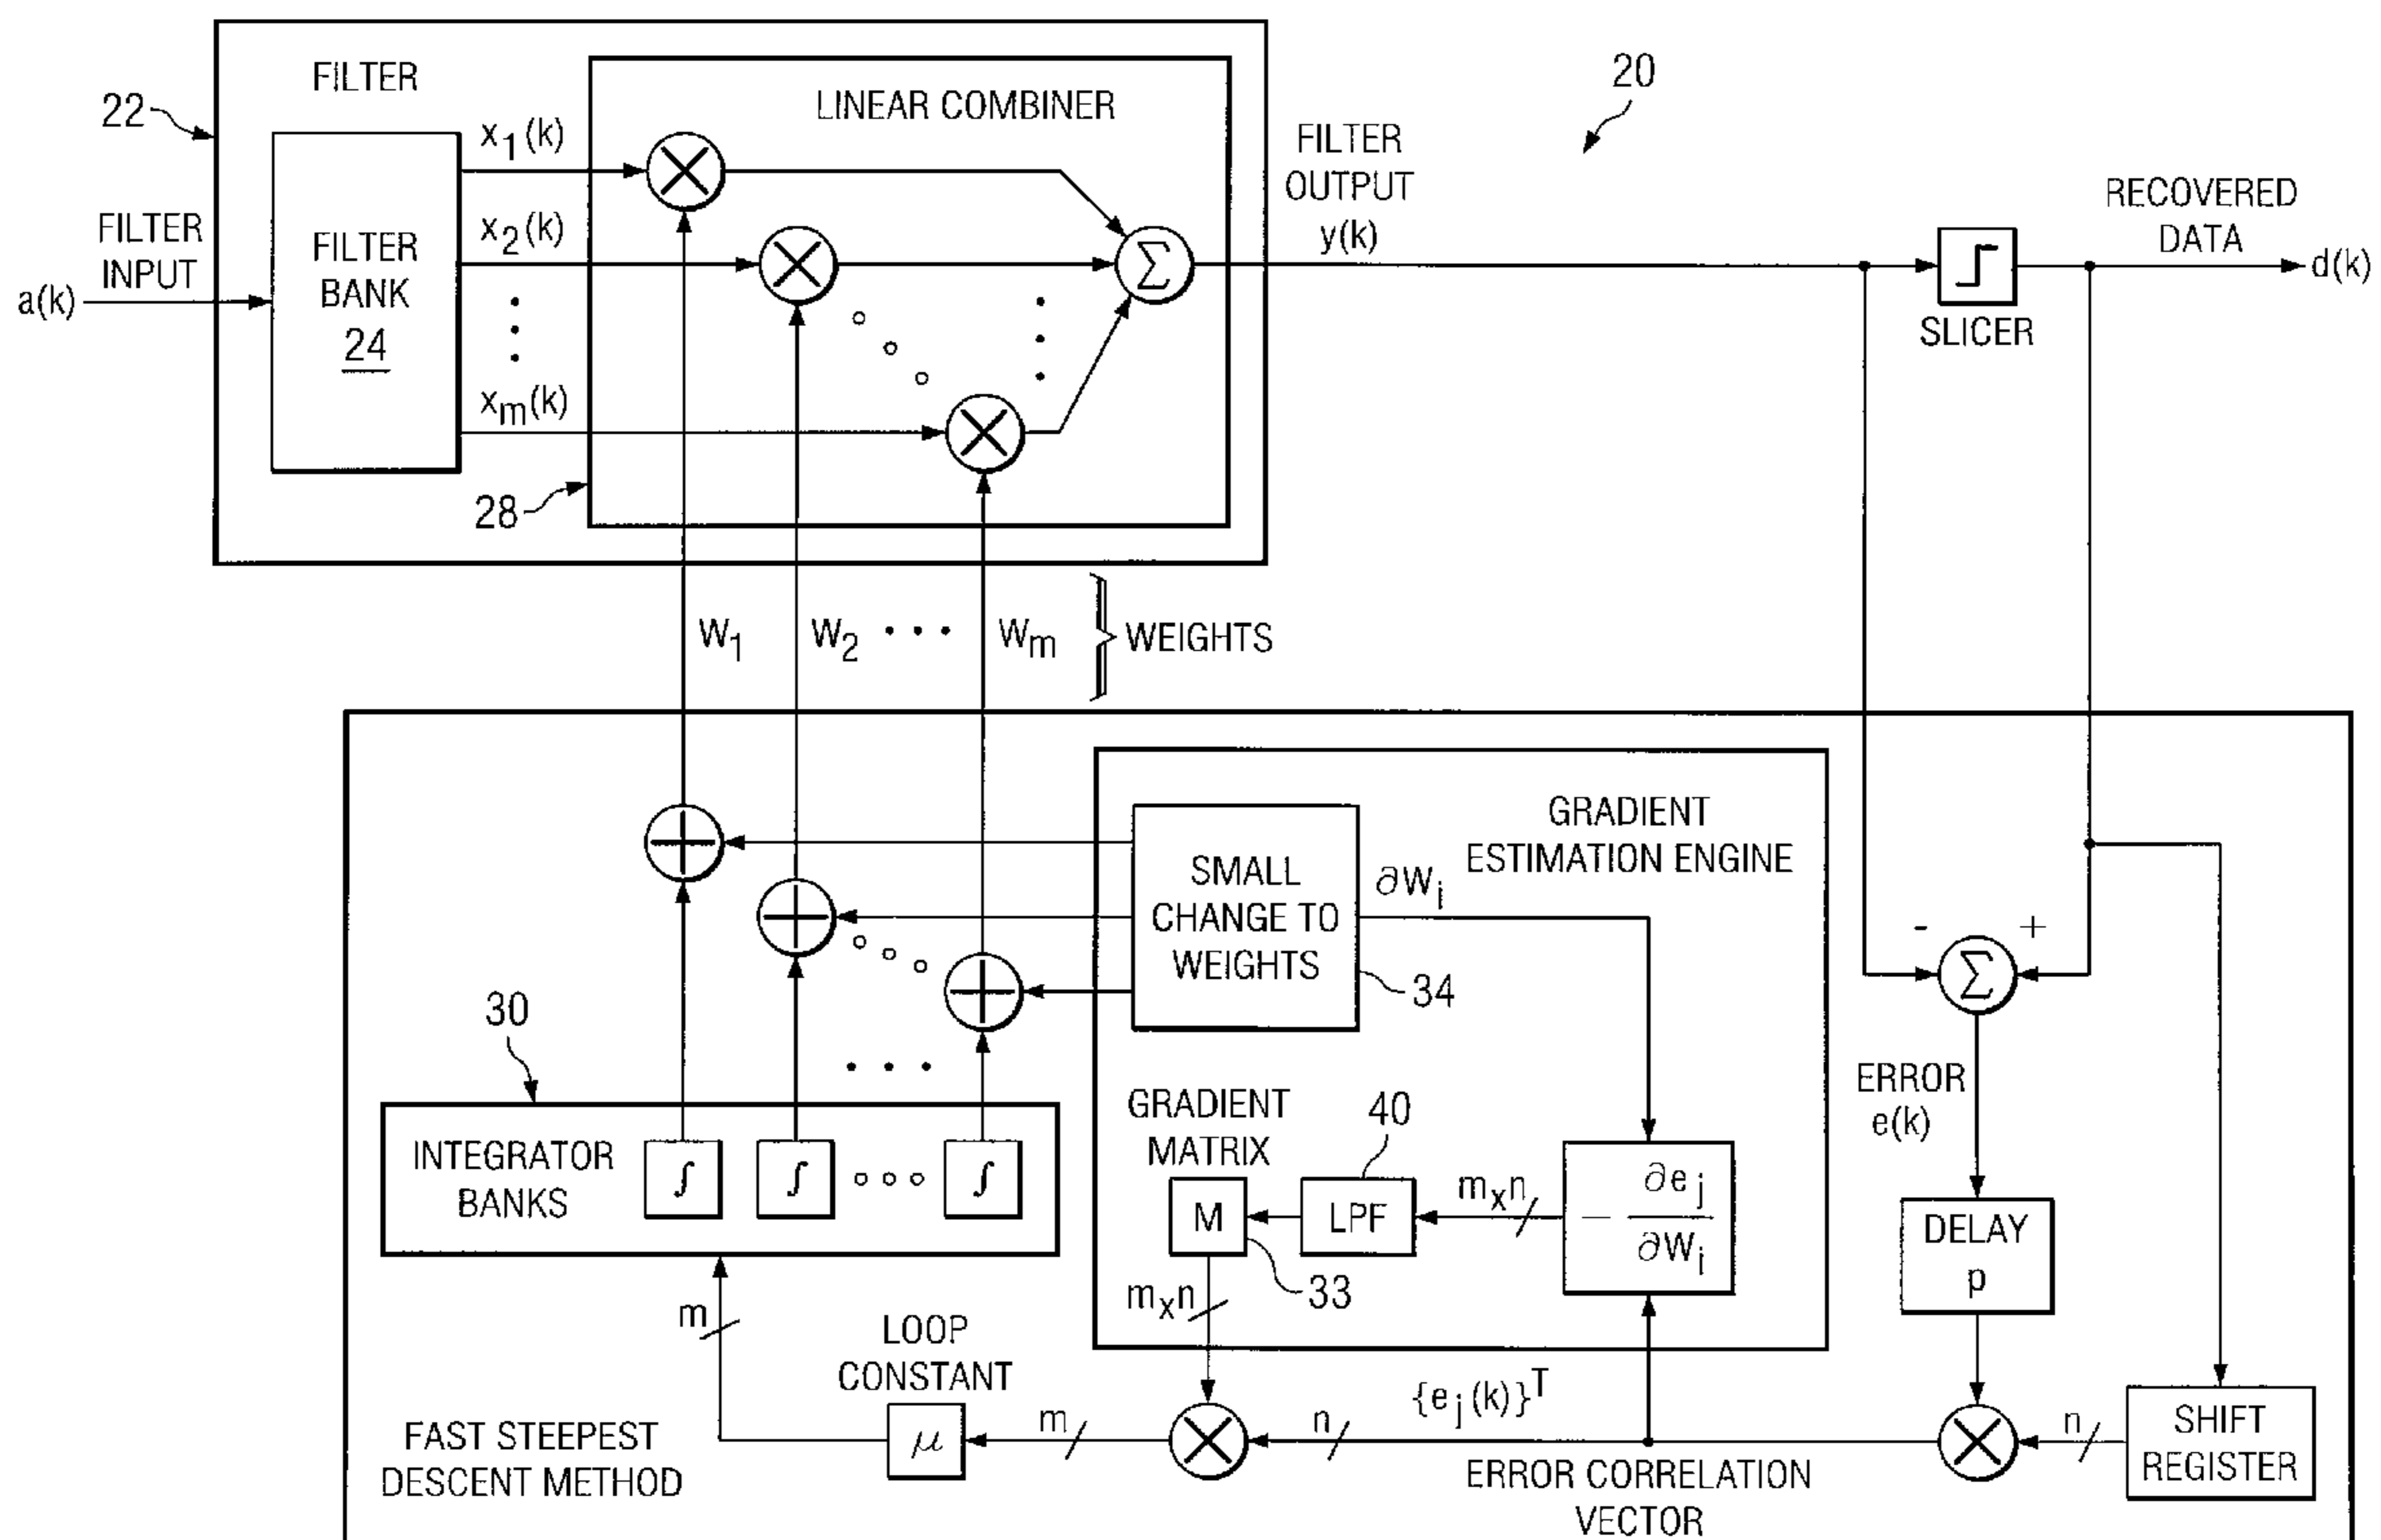 FILTER
22
LINEAR COMBINER
20
x1(k)
x2(k)
xm(k)
FILTER
INPUT
a(k)
FILTER
BANK
24
28
Σ
FILTER
OUTPUT
y(k)
SLICER
RECOVERED
DATA
d(k)
W1
W2
Wm
WEIGHTS
GRADIENT
ESTIMATION ENGINE
SMALL
CHANGE TO
WEIGHTS
34
∂Wi
- +
Σ
ERROR
e(k)
30
INTEGRATOR
BANKS
∫ ∫ ∫
GRADIENT
MATRIX
40
M
LPF
mxn
33
mxn
- ∂ej
∂Wi
DELAY
p
m
LOOP
CONSTANT
μ
m
n
{ej(k)}T
n
SHIFT
REGISTER
FAST STEEPEST
DESCENT METHOD
ERROR CORRELATION
VECTOR